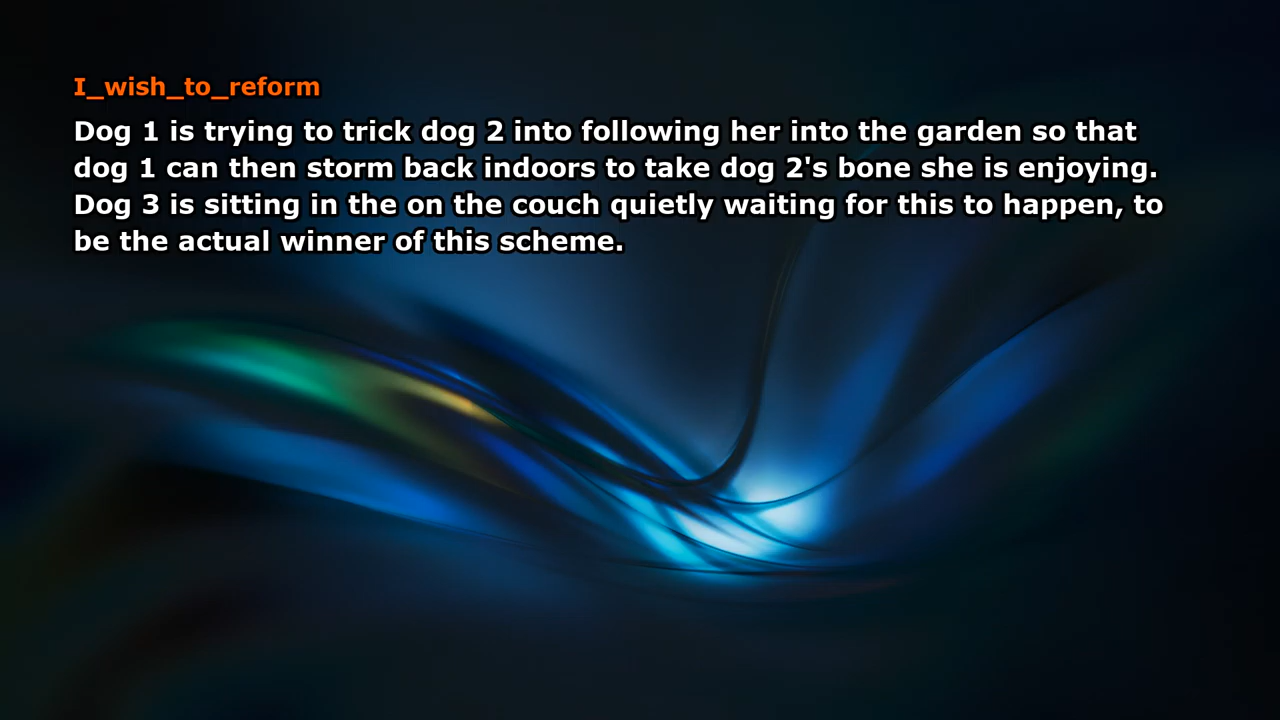 I_wish_to_reform
Dog 1 is trying to trick dog 2 into following her into the garden so that
dog 1 can then storm back indoors to take dog 2's bone she is enjoying.
Dog 3 is sitting in the on the couch quietly waiting for this to happen, to
be the actual winner of this scheme.